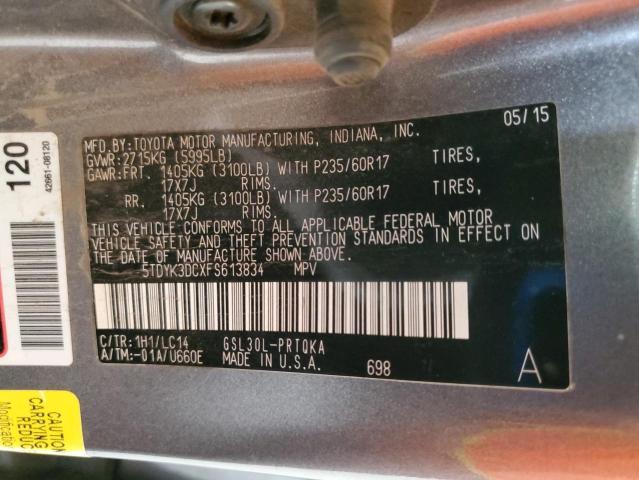 05/15
MFD.BY:TOYOTA MOTOR MANUFACTURING, INDIANA, INC.
GVWR:2715KG (5995LB)
GAWR:FRT. 1405KG (3100LB) WITH P235/60R17 TIRES,
17X7J RIMS.
RR. 1405KG (3100LB) WITH P235/60R17 TIRES,
17X7J RIMS.
THIS VEHICLE CONFORMS TO ALL APPLICABLE FEDERAL MOTOR
VEHICLE SAFETY AND THEFT PREVENTION STANDARDS IN EFFECT ON
THE DATE OF MANUFACTURE SHOWN ABOVE.
5TDYK3DCXFS613834 MPV
C/TR:1H1/LC14 GSL30L-PRTQKA
A/TM:-01A/U660E MADE IN U.S.A. 698 A
120
42661-08120
CAUTION
CARRYING
REDUC
Modificatio